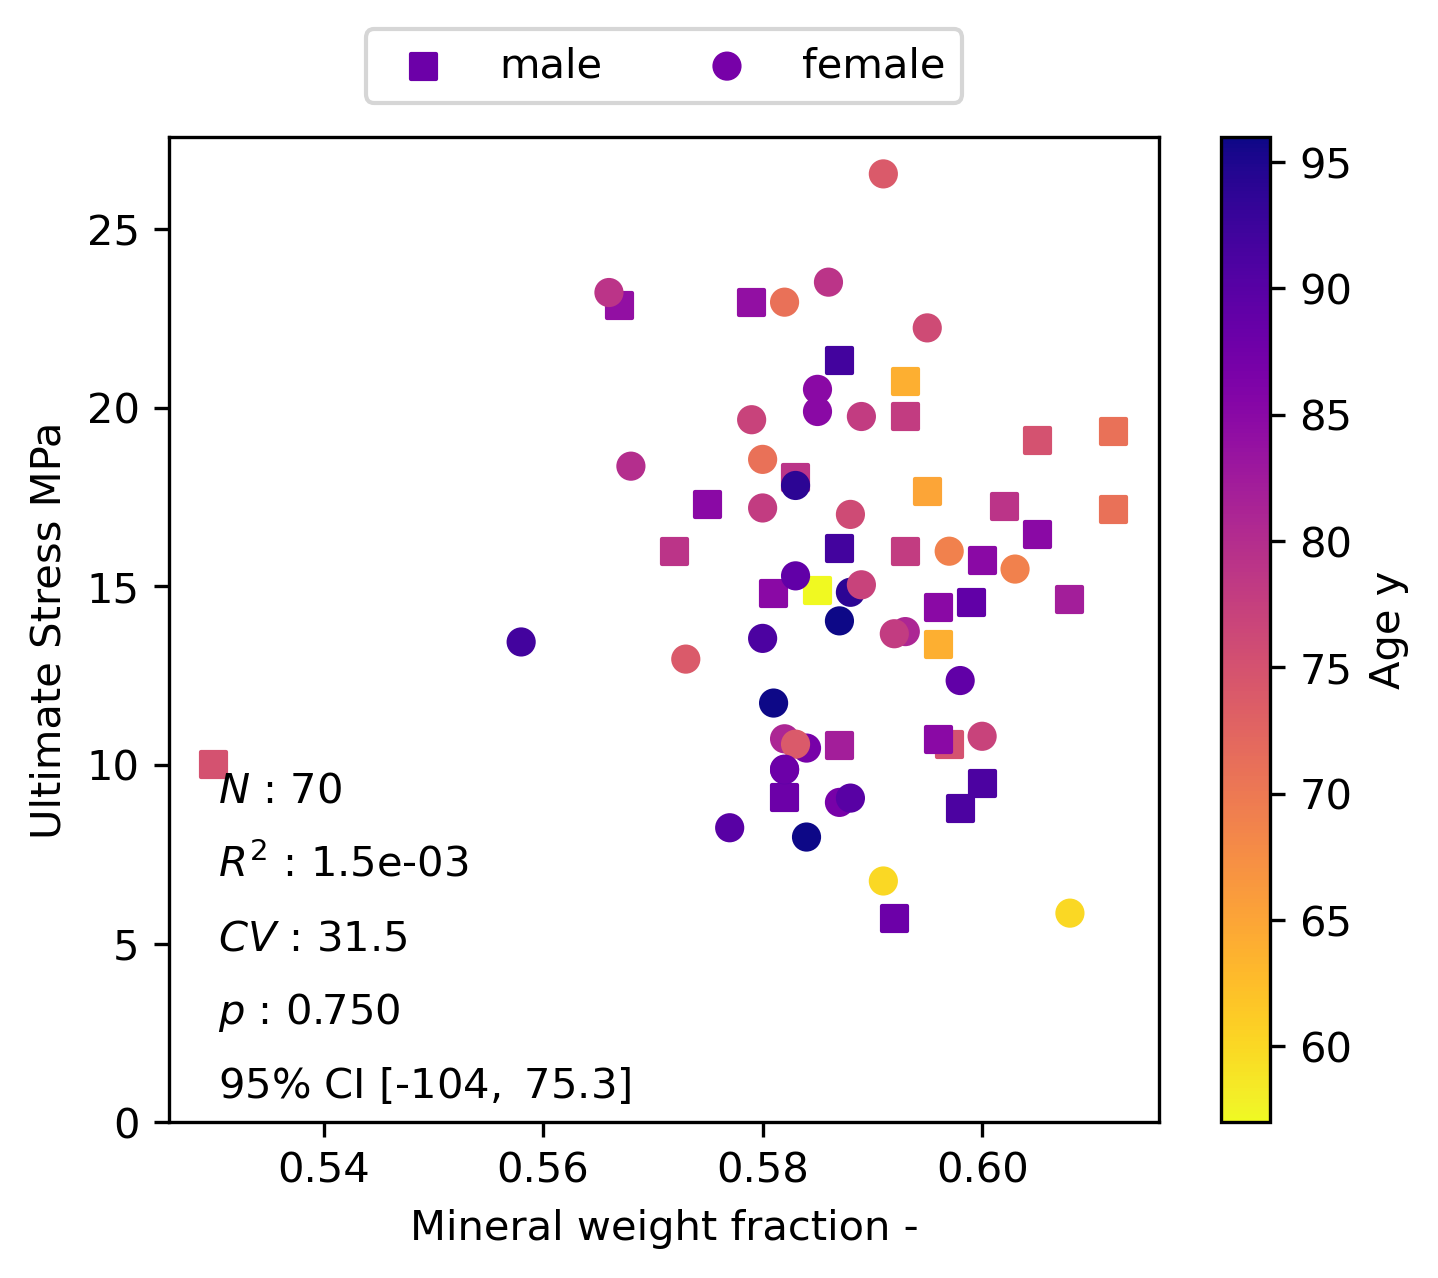 male female
25
20
15
10
5
0
Ultimate Stress MPa
N : 70
R² : 1.5e-03
CV : 31.5
p : 0.750
95% CI [-104, 75.3]
0.54 0.56 0.58 0.60
Mineral weight fraction -
95
90
85
80
75
70
65
60
Age y